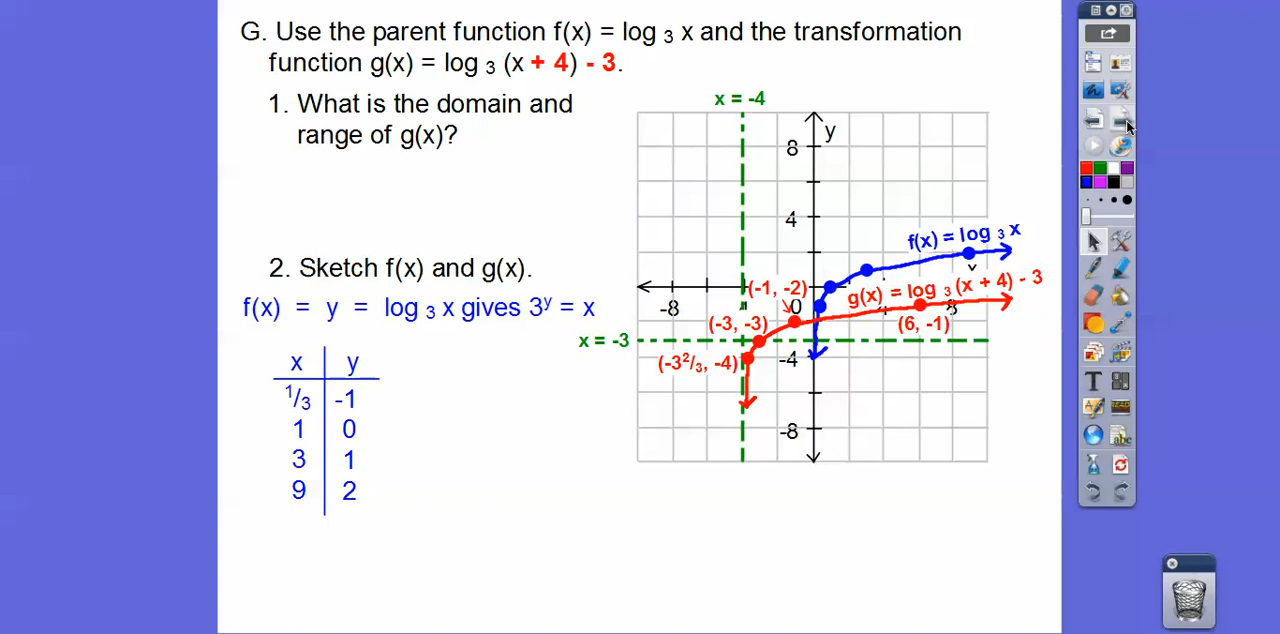 G. Use the parent function f(x) = log ₃ x and the transformation
function g(x) = log ₃ (x + 4) - 3.
1. What is the domain and
range of g(x)?
2. Sketch f(x) and g(x).
f(x) = y = log ₃ x gives 3ʸ = x
x y
¹/₃ -1
1 0
3 1
9 2
x = -4
y
8
4
f(x) = log ₃ x
x
(-1, -2)
g(x) = log ₃ (x + 4) - 3
-8
0
8
(-3, -3)
(6, -1)
x = -3
(-3²/₃, -4)
-4
-8